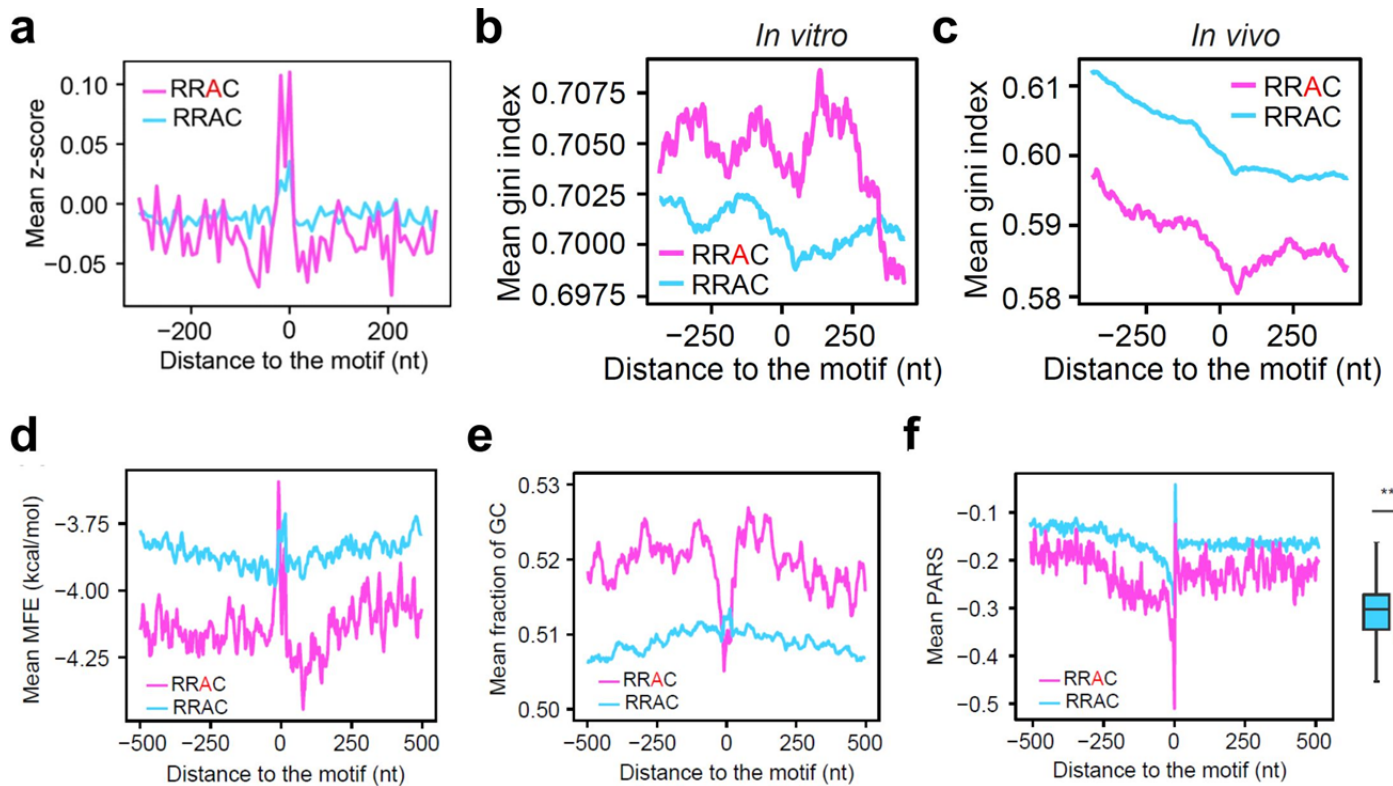 a
0.10
0.05
0.00
−0.05
Mean z-score
RRAC
RRAC
−200
0
200
Distance to the motif (nt)
b
In vitro
0.7075
0.7050
0.7025
0.7000
0.6975
Mean gini index
RRAC
RRAC
−250
0
250
Distance to the motif (nt)
c
In vivo
0.61
0.60
0.59
0.58
Mean gini index
RRAC
RRAC
−250
0
250
Distance to the motif (nt)
d
−3.75
−4.00
−4.25
Mean MFE (kcal/mol)
RRAC
RRAC
−500
−250
0
250
500
Distance to the motif (nt)
e
0.53
0.52
0.51
0.50
Mean fraction of GC
RRAC
RRAC
−500
−250
0
250
500
Distance to the motif (nt)
f
−0.1
−0.2
−0.3
−0.4
−0.5
Mean PARS
RRAC
RRAC
−500
−250
0
250
500
Distance to the motif (nt)
**